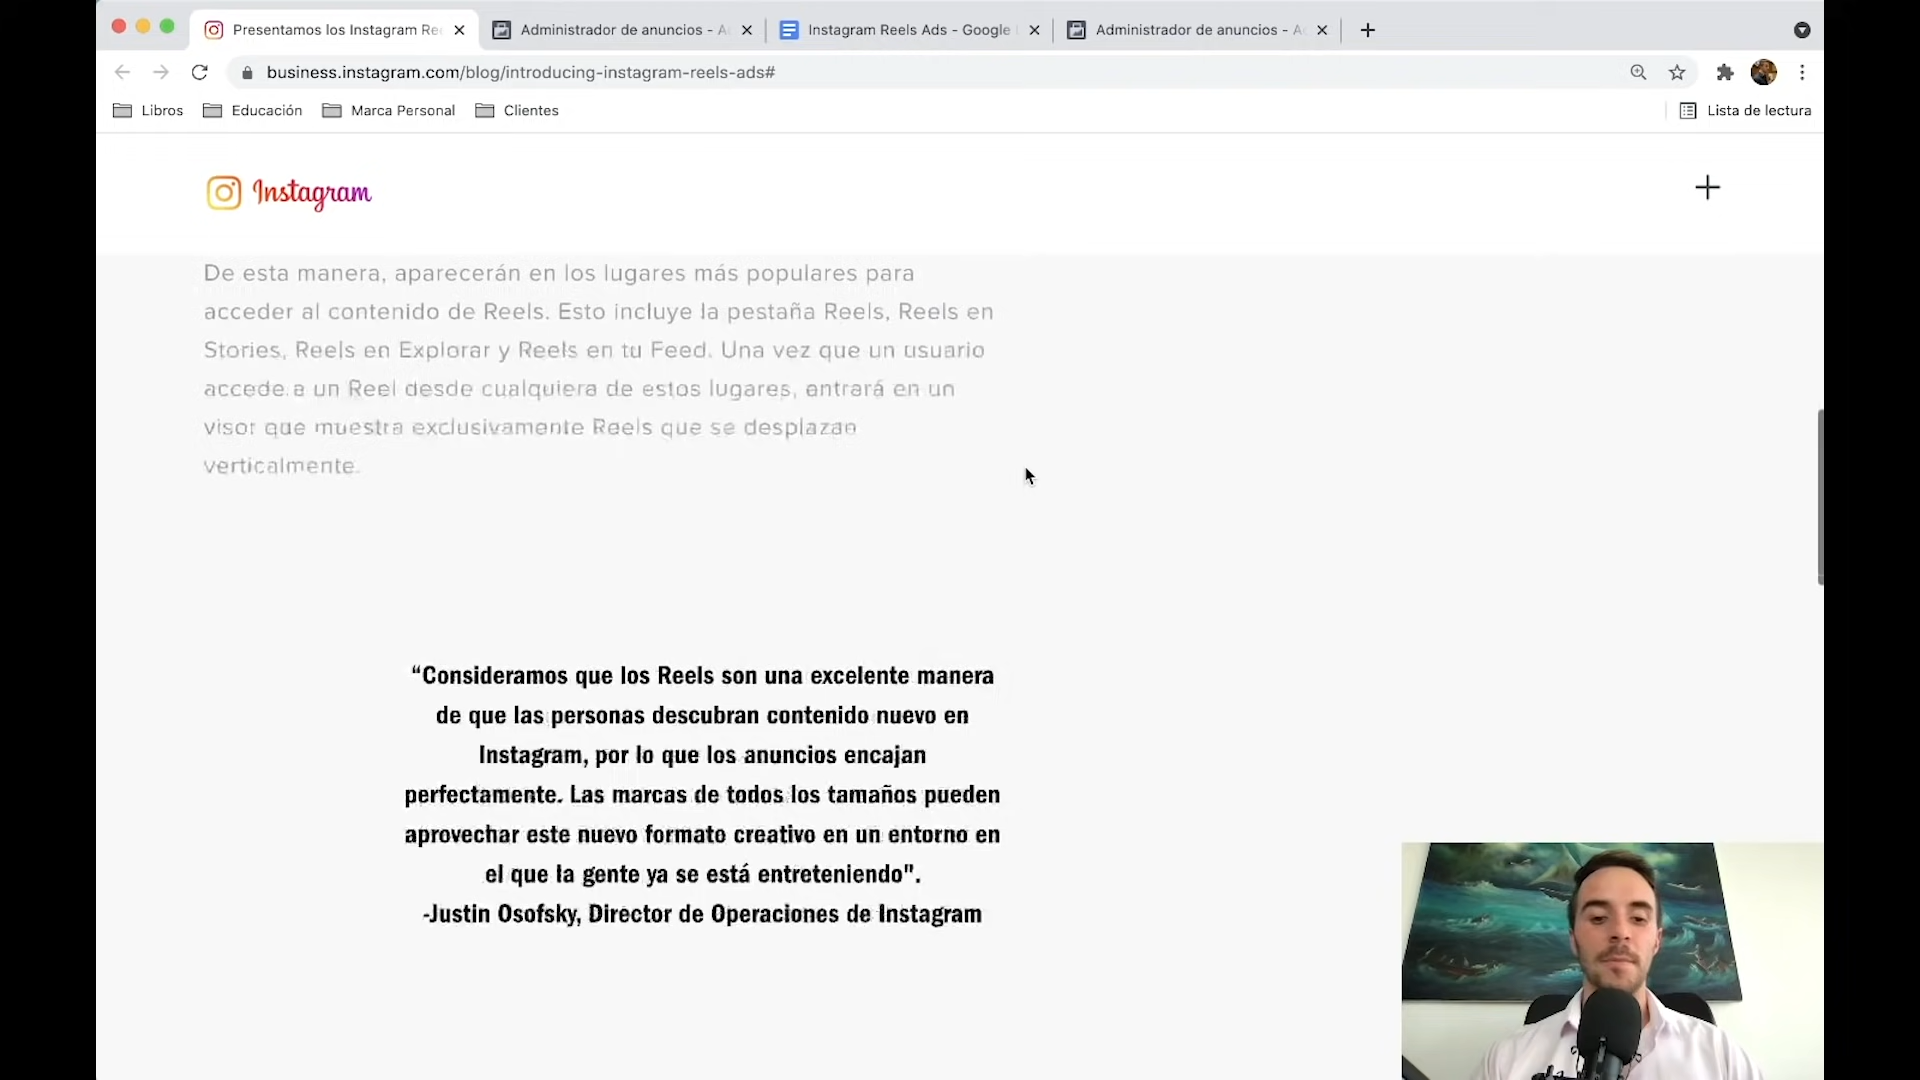 Presentamos los Instagram Re
Administrador de anuncios - A
Instagram Reels Ads - Google
Administrador de anuncios - A
business.instagram.com/blog/introducing-instagram-reels-ads#
Libros
Educación
Marca Personal
Clientes
Lista de lectura
Instagram
De esta manera, aparecerán en los lugares más populares para
acceder al contenido de Reels. Esto incluye la pestaña Reels, Reels en
Stories, Reels en Explorar y Reels en tu Feed. Una vez que un usuario
accede a un Reel desde cualquiera de estos lugares, entrará en un
visor que muestra exclusivamente Reels que se desplazan
verticalmente.
“Consideramos que los Reels son una excelente manera
de que las personas descubran contenido nuevo en
Instagram, por lo que los anuncios encajan
perfectamente. Las marcas de todos los tamaños pueden
aprovechar este nuevo formato creativo en un entorno en
el que la gente ya se está entreteniendo".
-Justin Osofsky, Director de Operaciones de Instagram